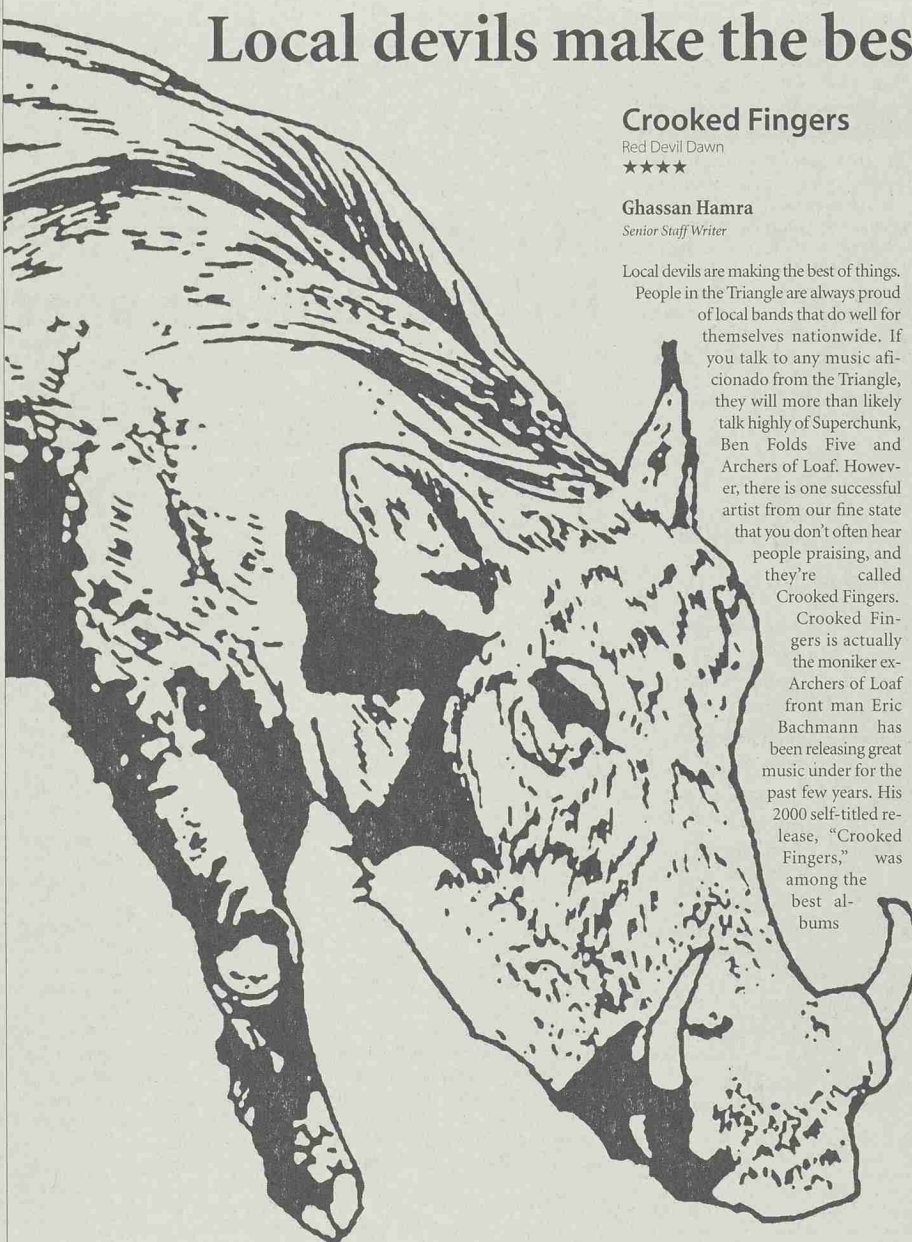 Local devils make the bes
Crooked Fingers
Red Devil Dawn
★★★★
Ghassan Hamra
Senior Staff Writer
Local devils are making the best of things.
People in the Triangle are always proud
of local bands that do well for
themselves nationwide. If
you talk to any music afi-
cionado from the Triangle,
they will more than likely
talk highly of Superchunk,
Ben Folds Five and
Archers of Loaf. Howev-
er, there is one successful
artist from our fine state
that you don't often hear
people praising, and
they're called
Crooked Fingers.
Crooked Fin-
gers is actually
the moniker ex-
Archers of Loaf
front man Eric
Bachmann has
been releasing great
music under for the
past few years. His
2000 self-titled re-
lease, “Crooked
Fingers,” was
among the
best al-
bums